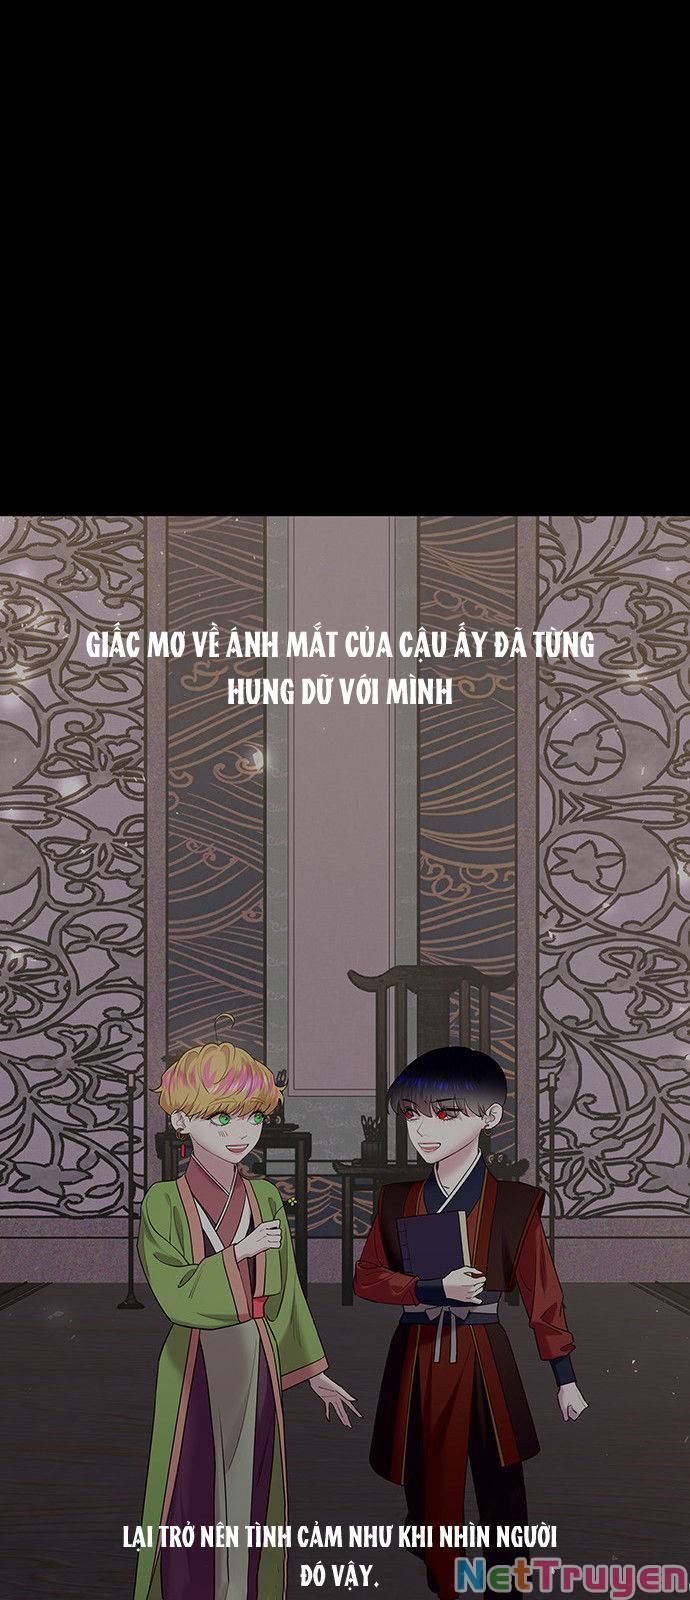 GIẤC MƠ VỀ ÁNH MẮT CỦA CẬU ẤY ĐÃ TỪNG
HUNG DỮ VỚI MÌNH
LẠI TRỞ NÊN TÌNH CẢM NHƯ KHI NHÌN NGƯỜI
ĐÓ VẬY.
NetTruyen